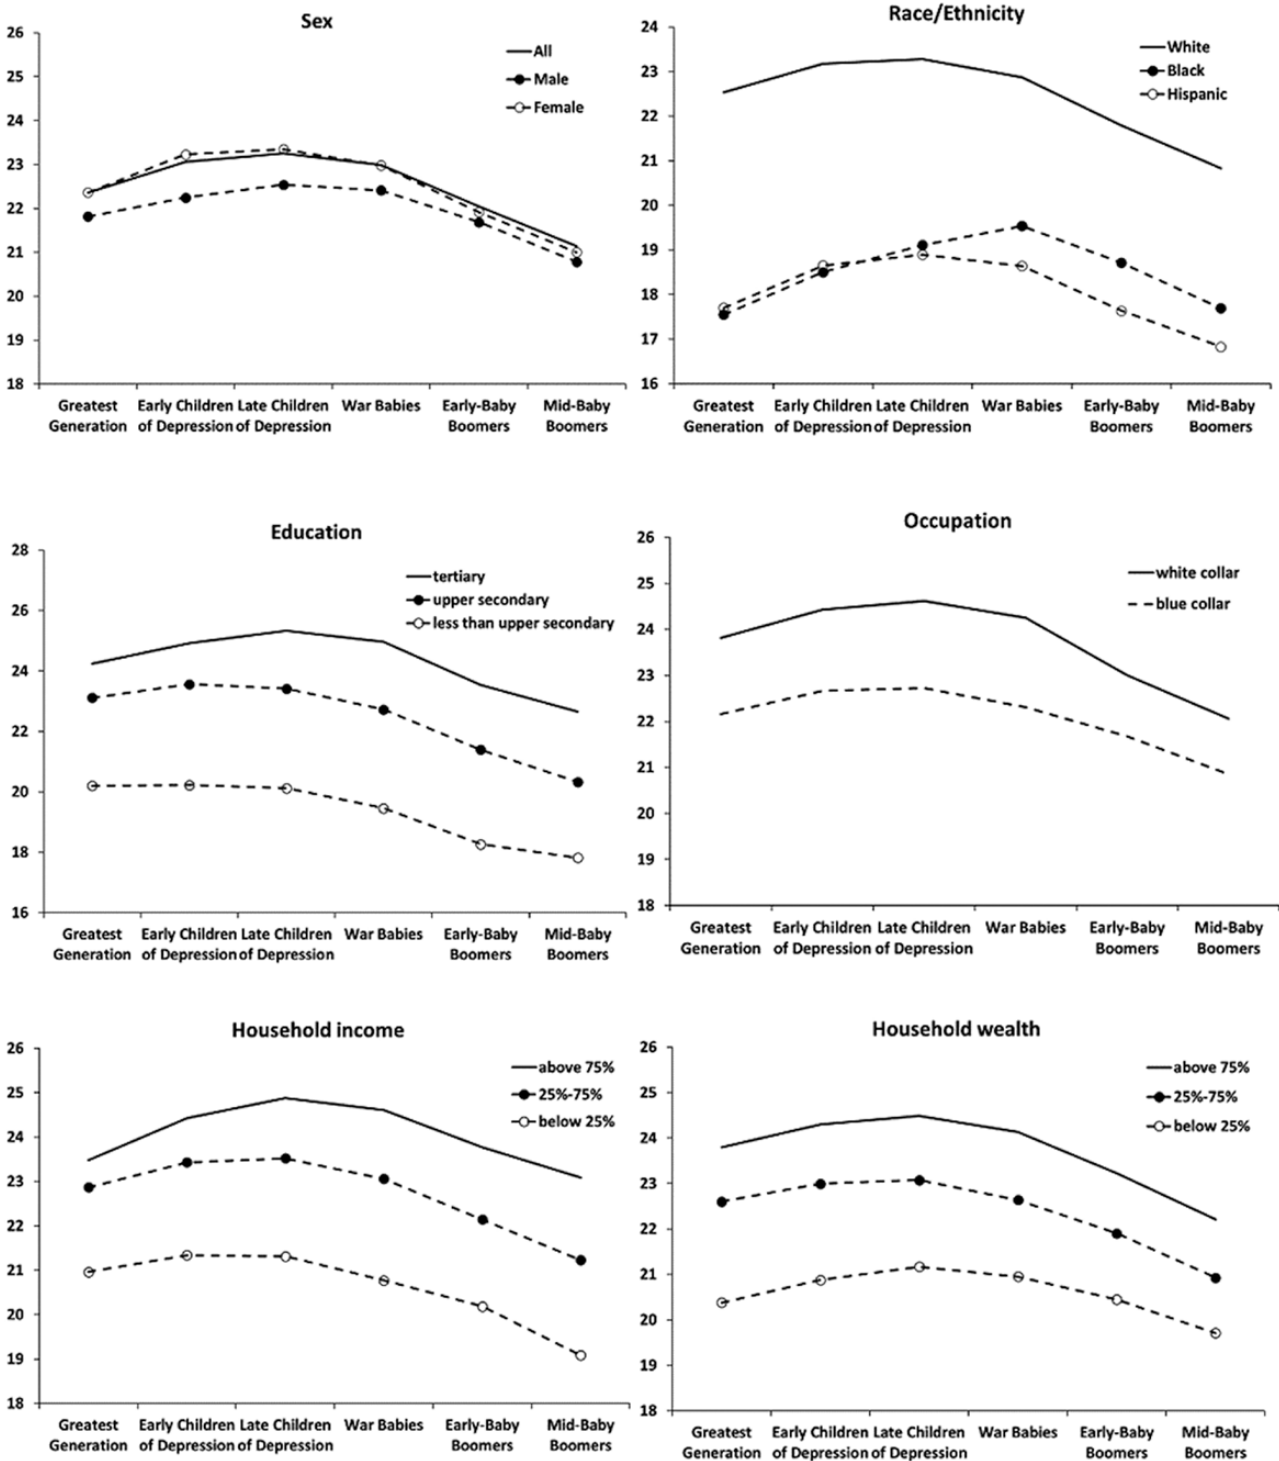 Sex
26
25
24
23
22
21
20
19
18
All
Male
Female
Greatest Generation
Early Children of Depression
Late Children of Depression
War Babies
Early-Baby Boomers
Mid-Baby Boomers
Race/Ethnicity
24
23
22
21
20
19
18
17
16
White
Black
Hispanic
Greatest Generation
Early Children of Depression
Late Children of Depression
War Babies
Early-Baby Boomers
Mid-Baby Boomers
Education
28
26
24
22
20
18
16
tertiary
upper secondary
less than upper secondary
Greatest Generation
Early Children of Depression
Late Children of Depression
War Babies
Early-Baby Boomers
Mid-Baby Boomers
Occupation
26
25
24
23
22
21
20
19
18
white collar
blue collar
Greatest Generation
Early Children of Depression
Late Children of Depression
War Babies
Early-Baby Boomers
Mid-Baby Boomers
Household income
26
25
24
23
22
21
20
19
18
above 75%
25%-75%
below 25%
Greatest Generation
Early Children of Depression
Late Children of Depression
War Babies
Early-Baby Boomers
Mid-Baby Boomers
Household wealth
26
25
24
23
22
21
20
19
18
above 75%
25%-75%
below 25%
Greatest Generation
Early Children of Depression
Late Children of Depression
War Babies
Early-Baby Boomers
Mid-Baby Boomers